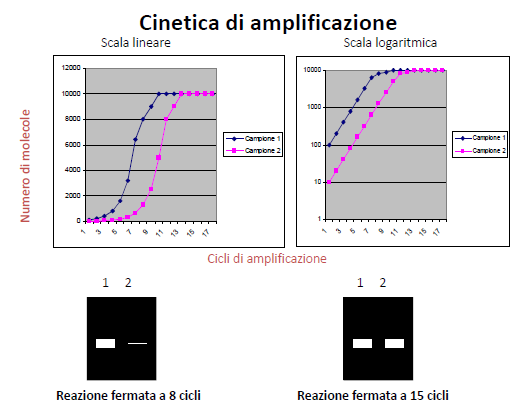 Cinetica di amplificazione
Scala lineare
Scala logaritmica
Numero di molecole
12000
10000
8000
6000
4000
2000
0
1 3 5 7 9 11 13 15 17
Campione 1
Campione 2
10000
1000
100
10
1
1 3 5 7 9 11 13 15 17
Campione 1
Campione 2
Cicli di amplificazione
1 2
1 2
Reazione fermata a 8 cicli
Reazione fermata a 15 cicli